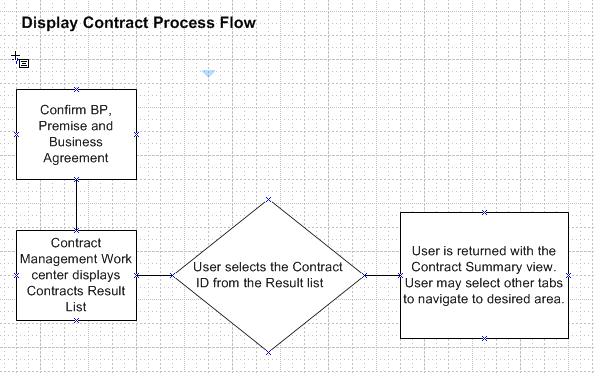 Display Contract Process Flow
Confirm BP,
Premise and
Business
Agreement
Contract
Management Work
center displays
Contracts Result
List
User selects the Contract
ID from the Result list
User is returned with the
Contract Summary view.
User may select other tabs
to navigate to desired area.